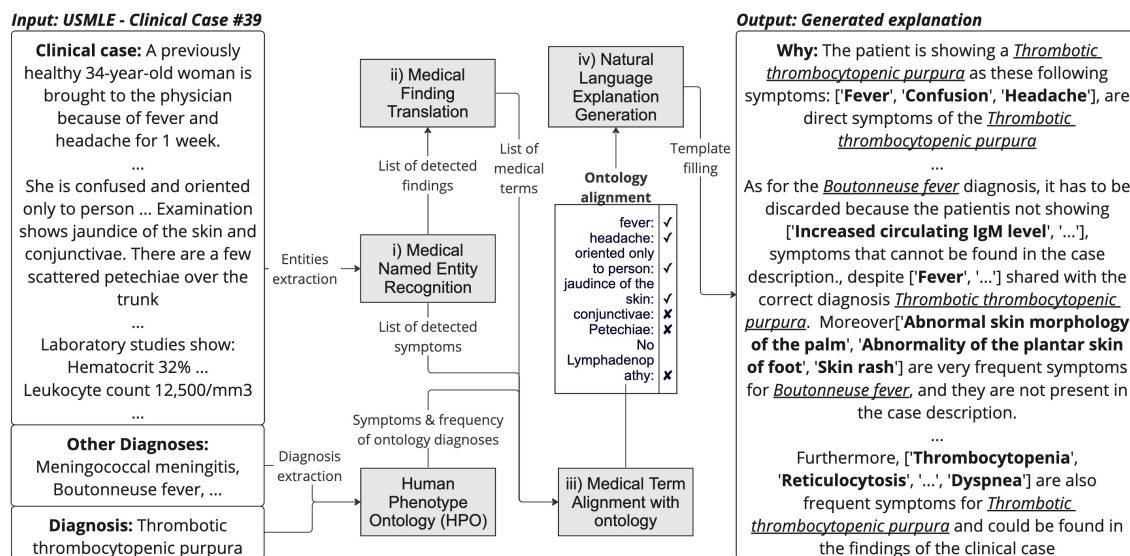 Input: USMLE - Clinical Case #39
Clinical case: A previously
healthy 34-year-old woman is
brought to the physician
because of fever and
headache for 1 week.
...
She is confused and oriented
only to person ... Examination
shows jaundice of the skin and
conjunctivae. There are a few
scattered petechiae over the
trunk
...
Laboratory studies show:
Hematocrit 32% ...
Leukocyte count 12,500/mm3
...
Other Diagnoses:
Meningococcal meningitis,
Boutonneuse fever, ...
Diagnosis: Thrombotic
thrombocytopenic purpura
Entities
extraction
Diagnosis
extraction
ii) Medical
Finding
Translation
List of detected
findings
i) Medical
Named Entity
Recognition
List of detected
symptoms
Symptoms & frequency
of ontology diagnoses
Human
Phenotype
Ontology (HPO)
List of
medical
terms
iv) Natural
Language
Explanation
Generation
Ontology
alignment
fever: ✓
headache: ✓
oriented only
to person: ✓
jaudince of the
skin: ✓
conjunctivae: ✘
Petechiae: ✘
No
Lymphadenop
athy: ✘
iii) Medical Term
Alignment with
ontology
Template
filling
Output: Generated explanation
Why: The patient is showing a Thrombotic
thrombocytopenic purpura as these following
symptoms: ['Fever', 'Confusion', 'Headache'], are
direct symptoms of the Thrombotic
thrombocytopenic purpura
...
As for the Boutonneuse fever diagnosis, it has to be
discarded because the patientis not showing
['Increased circulating IgM level', '...'],
symptoms that cannot be found in the case
description., despite ['Fever', '...'] shared with the
correct diagnosis Thrombotic thrombocytopenic
purpura. Moreover['Abnormal skin morphology
of the palm', 'Abnormality of the plantar skin
of foot', 'Skin rash'] are very frequent symptoms
for Boutonneuse fever, and they are not present in
the case description.
...
Furthermore, ['Thrombocytopenia',
'Reticulocytosis', '...', 'Dyspnea'] are also
frequent symptoms for Thrombotic
thrombocytopenic purpura and could be found in
the findings of the clinical case